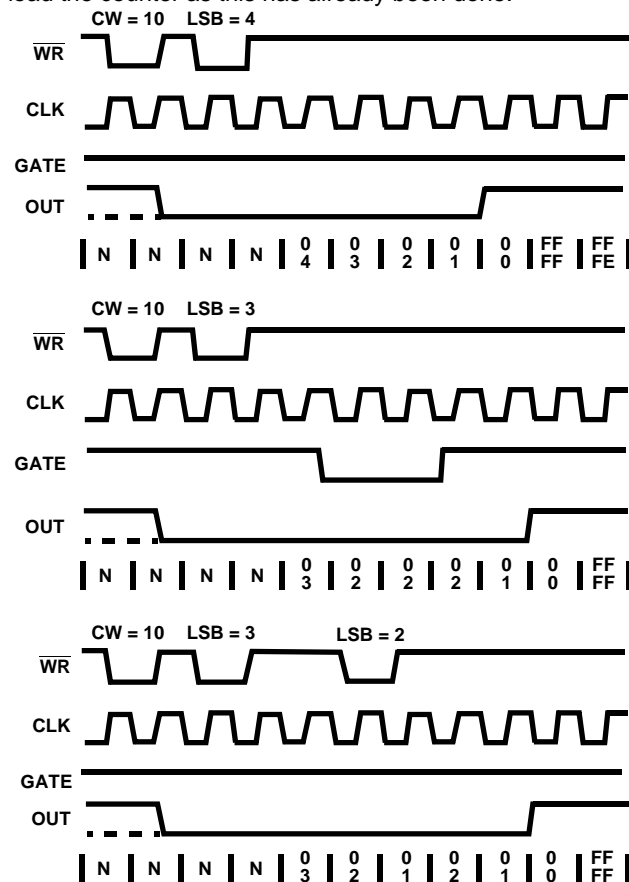 load the counter as this has already been done.
CW = 10 LSB = 4
WR
CLK
GATE
OUT
N N N N 0 0 0 0 0 FF FF
4 3 2 1 0 FF FE
CW = 10 LSB = 3
WR
CLK
GATE
OUT
N N N N 0 0 0 0 0 0 FF
3 2 2 2 1 0 FF
CW = 10 LSB = 3 LSB = 2
WR
CLK
GATE
OUT
N N N N 0 0 0 0 0 0 FF
3 2 1 2 1 0 FF